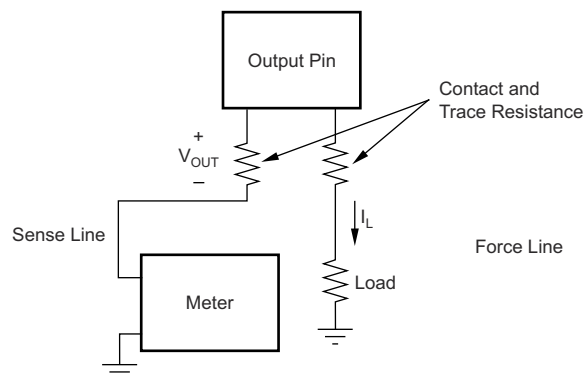 Output Pin
Contact and
Trace Resistance
+
V_OUT
–
I_L
Sense Line
Force Line
Load
Meter